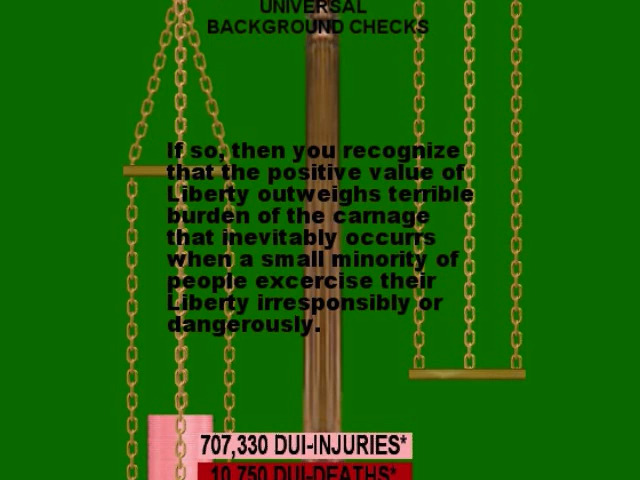 UNIVERSAL
BACKGROUND CHECKS
If so, then you recognize
that the positive value of
Liberty outweighs terrible
burden of the carnage
that inevitably occurrs
when a small minority of
people excercise their
Liberty irresponsibly or
dangerously.
707,330 DUI-INJURIES*
10,750 DUI-DEATHS*